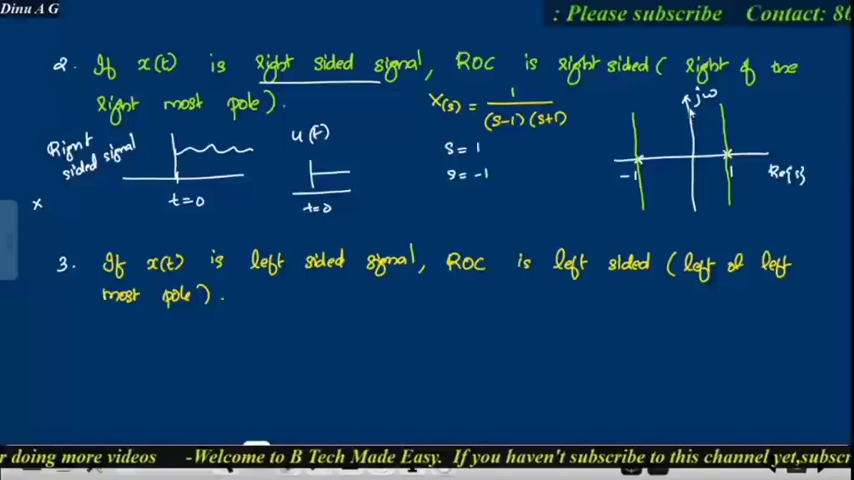 Dinu A G
: Please subscribe Contact: 80
2. If x(t) is right sided signal, ROC is right sided ( right of the
right most pole ).
X(s) = 1 / (s-1) (s+1)
s = 1
s = -1
Right
sided signal
t=0
u(t)
t=0
jω
-1
1
Re{s}
x
3. If x(t) is left sided signal, ROC is left sided ( left of left
most pole ) .
r doing more videos -Welcome to B Tech Made Easy. If you haven't subscribe to this channel yet,subscr